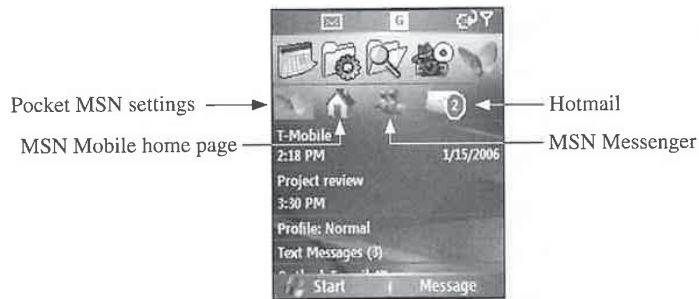 G
Pocket MSN settings
2
Hotmail
MSN Mobile home page
MSN Messenger
T-Mobile
2:18 PM 1/15/2006
Project review
3:30 PM
Profile: Normal
Text Messages (3)
Start Message